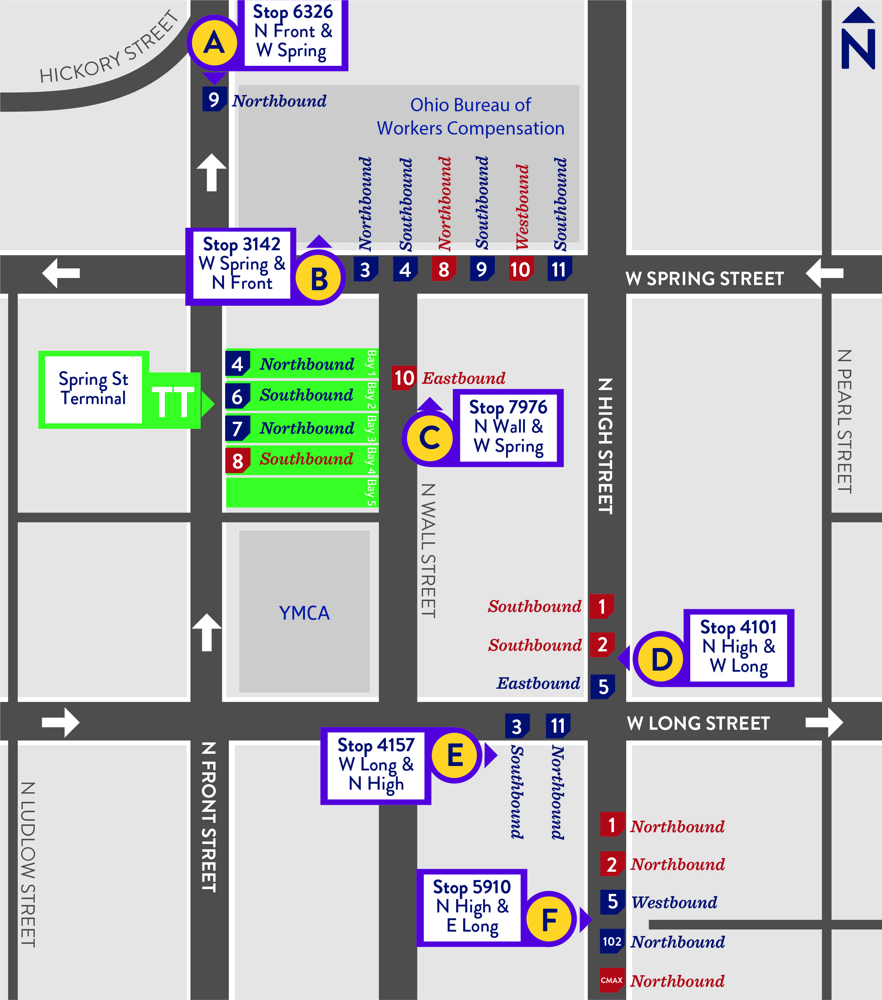 Stop 6326
N Front &
W Spring
A
HICKORY STREET
N
9 Northbound
Ohio Bureau of
Workers Compensation
Northbound
Southbound
Northbound
Southbound
Westbound
Southbound
Stop 3142
W Spring &
N Front
B
3
4
8
9
10
11
W SPRING STREET
Spring St
Terminal
TT
4 Northbound Bay 1
6 Southbound Bay 2
7 Northbound Bay 3
8 Southbound Bay 4
Bay 5
10 Eastbound
C
Stop 7976
N Wall &
W Spring
N HIGH STREET
N PEARL STREET
N WALL STREET
YMCA
Southbound 1
Southbound 2
Eastbound 5
D
Stop 4101
N High &
W Long
W LONG STREET
Stop 4157
W Long &
N High
E
3
11
Southbound
Northbound
N FRONT STREET
N LUDLOW STREET
1 Northbound
2 Northbound
5 Westbound
102 Northbound
CMAX Northbound
Stop 5910
N High &
E Long
F